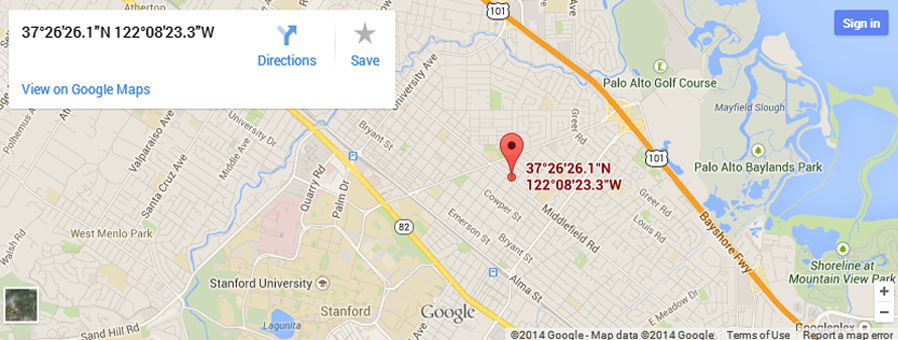 37°26'26.1"N 122°08'23.3"W
Directions
Save
View on Google Maps
Sign in
101
Atherton
Palo Alto Golf Course
Mayfield Slough
University Ave
Greer Rd
Bryant St
University Dr
Middle Ave
Valparaiso Ave
Polhemus Ave
Santa Cruz Ave
101
Palo Alto Baylands Park
37°26'26.1"N
122°08'23.3"W
Quarry Rd
Palm Dr
Cowper St
Greer Rd
Middlefield Rd
Louis Rd
82
Emerson St
Bryant St
Bayshore Fwy
West Menlo Park
Walsh Rd
Stanford University
Stanford
Alma St
Shoreline at
Mountain View Park
E Meadow Dr
Lagunita
Sand Hill Rd
Google
Googleplex
©2014 Google - Map data ©2014 Google
Terms of Use
Report a map error
+
−